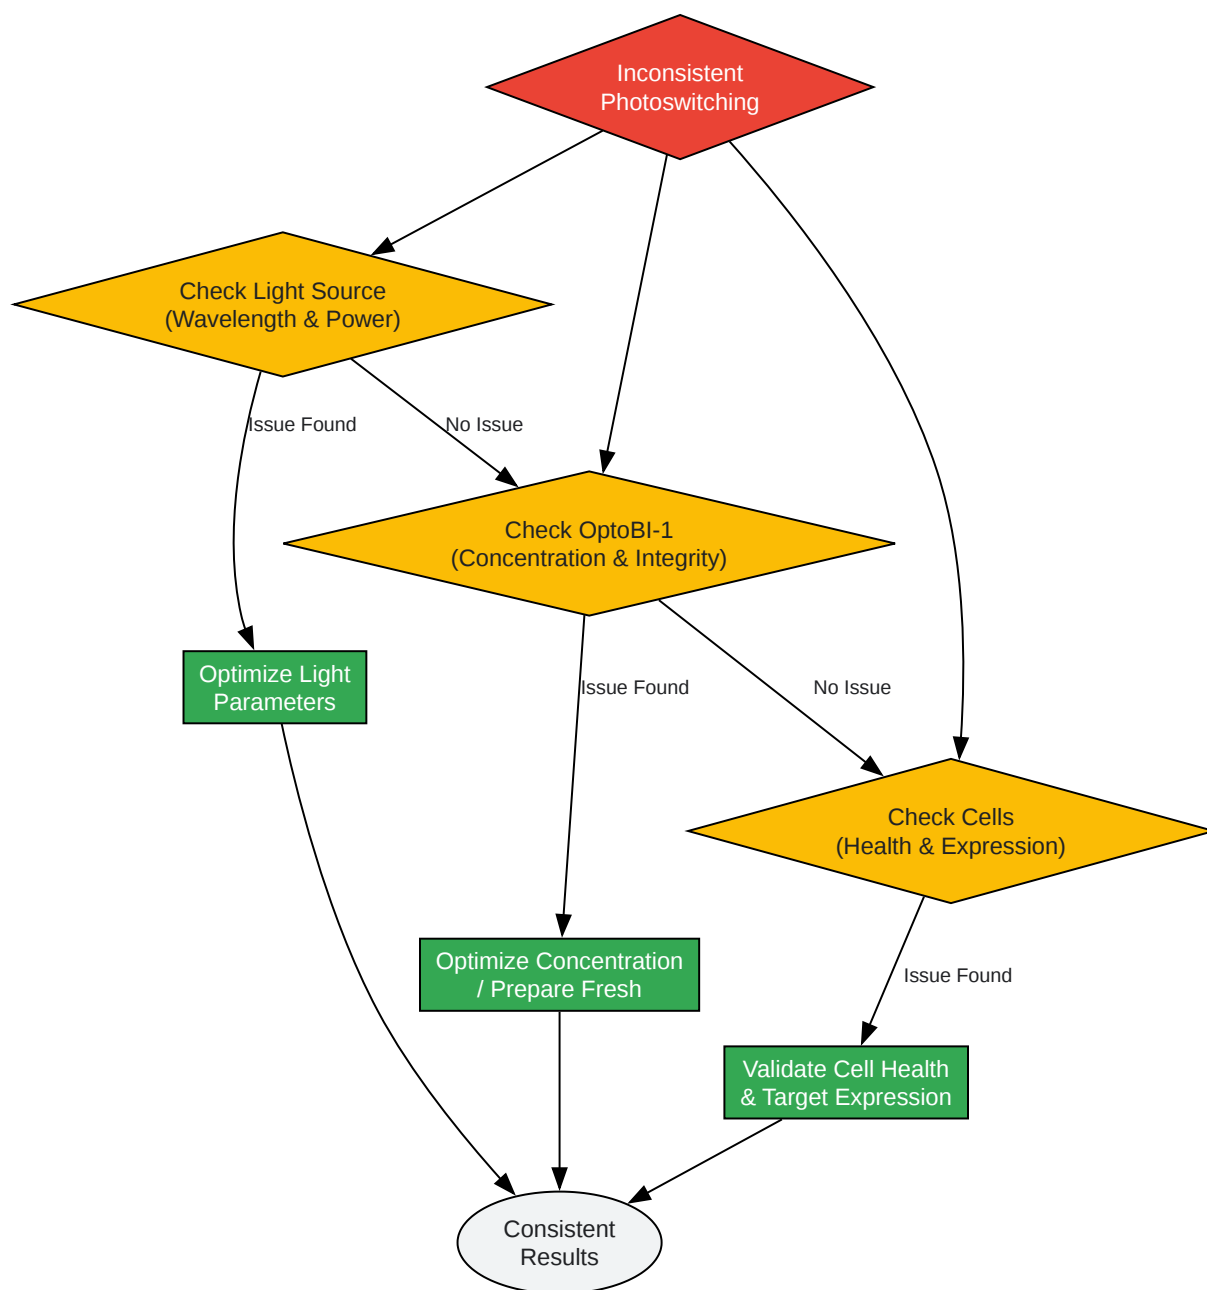 Inconsistent
Photoswitching
Check Light Source
(Wavelength & Power)
Issue Found
No Issue
Check OptoBI-1
(Concentration & Integrity)
Optimize Light
Parameters
Issue Found
No Issue
Check Cells
(Health & Expression)
Optimize Concentration
/ Prepare Fresh
Issue Found
Validate Cell Health
& Target Expression
Consistent
Results